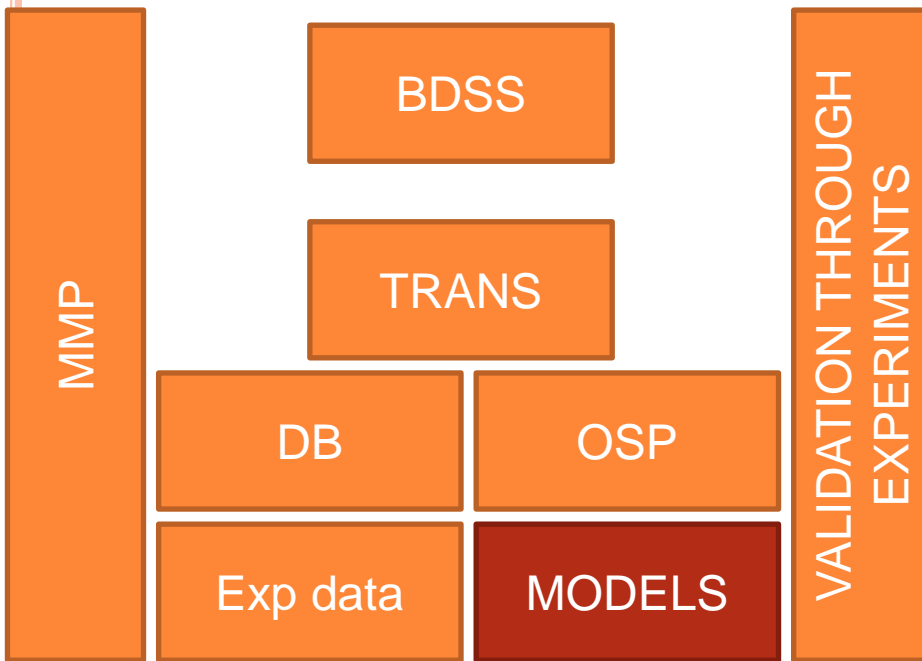 MMP
BDSS
TRANS
DB
OSP
Exp data
MODELS
VALIDATION THROUGH
EXPERIMENTS